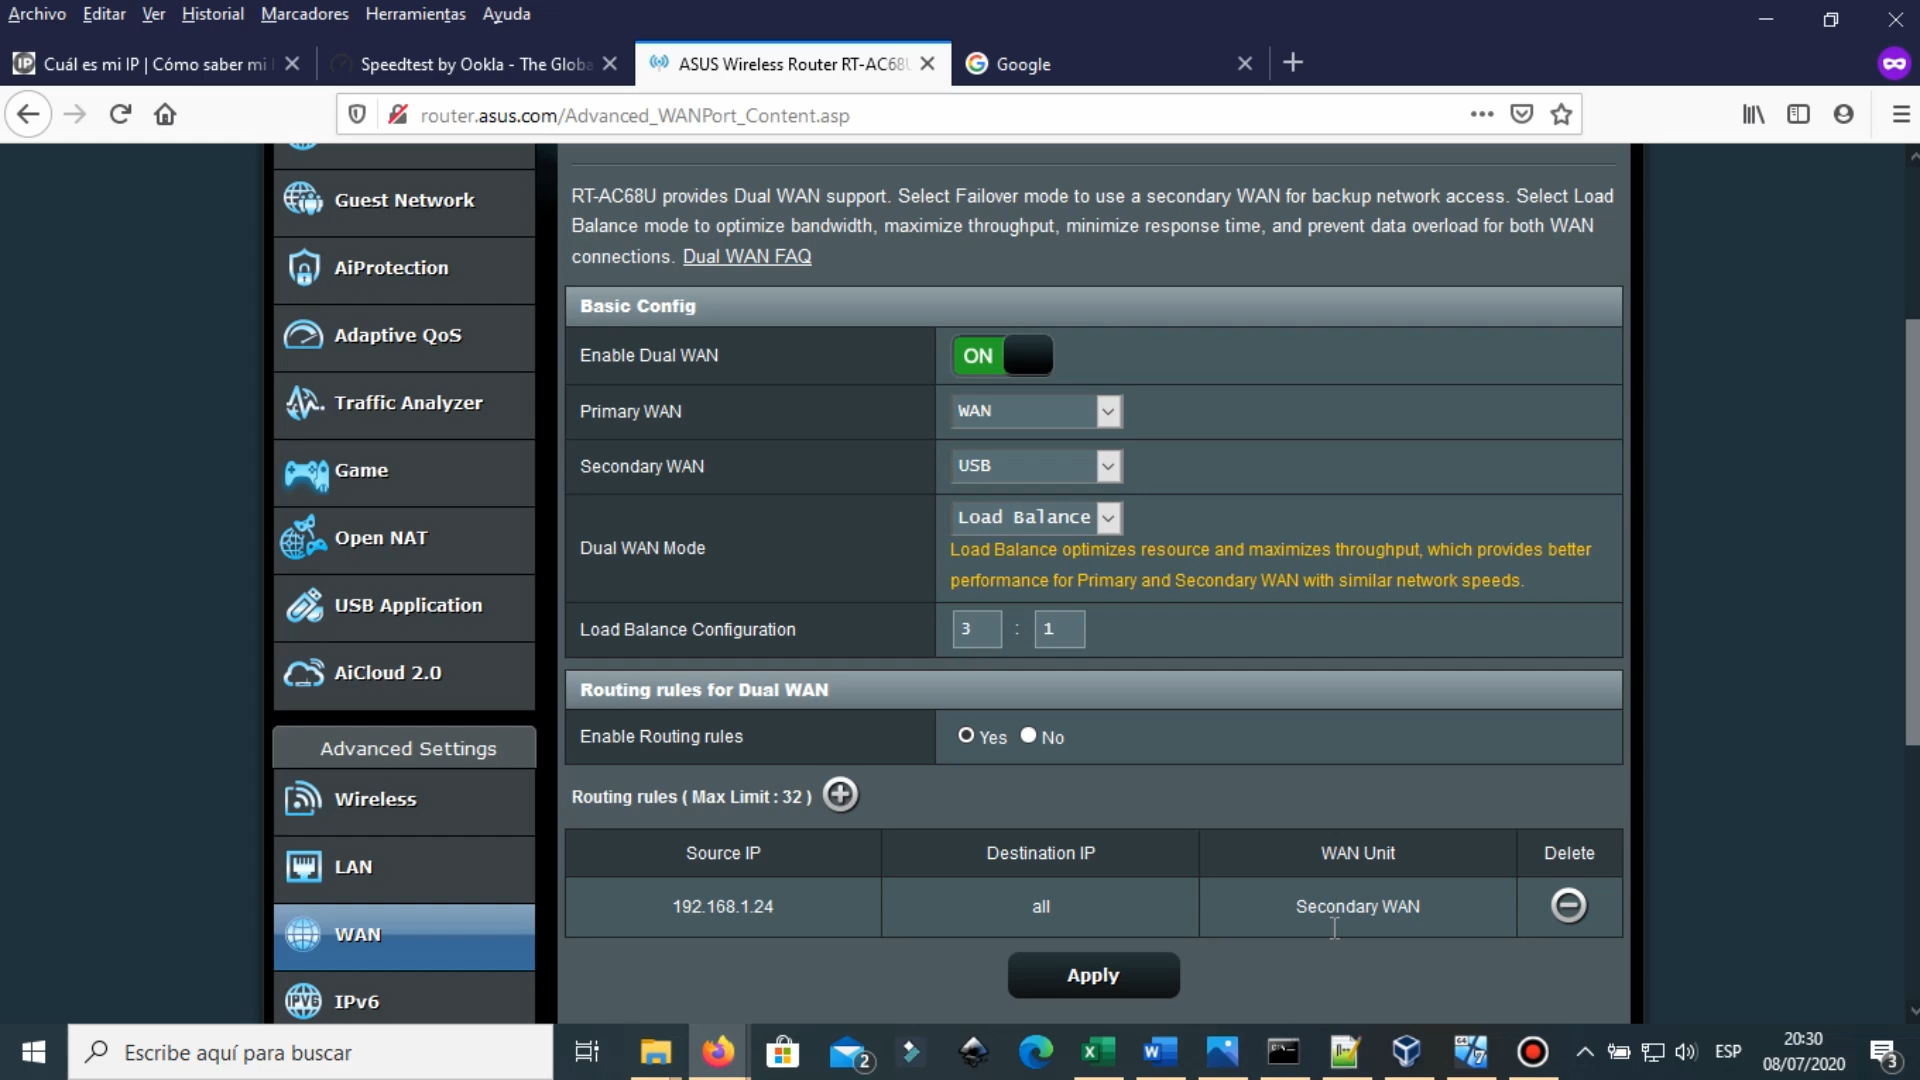 Archivo Editar Ver Historial Marcadores Herramientas Ayuda
Cuál es mi IP | Cómo saber mi
Speedtest by Ookla - The Globa
ASUS Wireless Router RT-AC68U
Google
router.asus.com/Advanced_WANPort_Content.asp
Guest Network
AiProtection
Adaptive QoS
Traffic Analyzer
Game
Open NAT
USB Application
AiCloud 2.0
Advanced Settings
Wireless
LAN
WAN
IPv6
RT-AC68U provides Dual WAN support. Select Failover mode to use a secondary WAN for backup network access. Select Load
Balance mode to optimize bandwidth, maximize throughput, minimize response time, and prevent data overload for both WAN
connections. Dual WAN FAQ
Basic Config
Enable Dual WAN ON
Primary WAN WAN
Secondary WAN USB
Dual WAN Mode Load Balance
Load Balance optimizes resource and maximizes throughput, which provides better
performance for Primary and Secondary WAN with similar network speeds.
Load Balance Configuration 3 : 1
Routing rules for Dual WAN
Enable Routing rules Yes No
Routing rules ( Max Limit : 32 )
Source IP Destination IP WAN Unit Delete
192.168.1.24 all Secondary WAN
Apply
Escribe aquí para buscar
2
ESP
20:30
08/07/2020
3